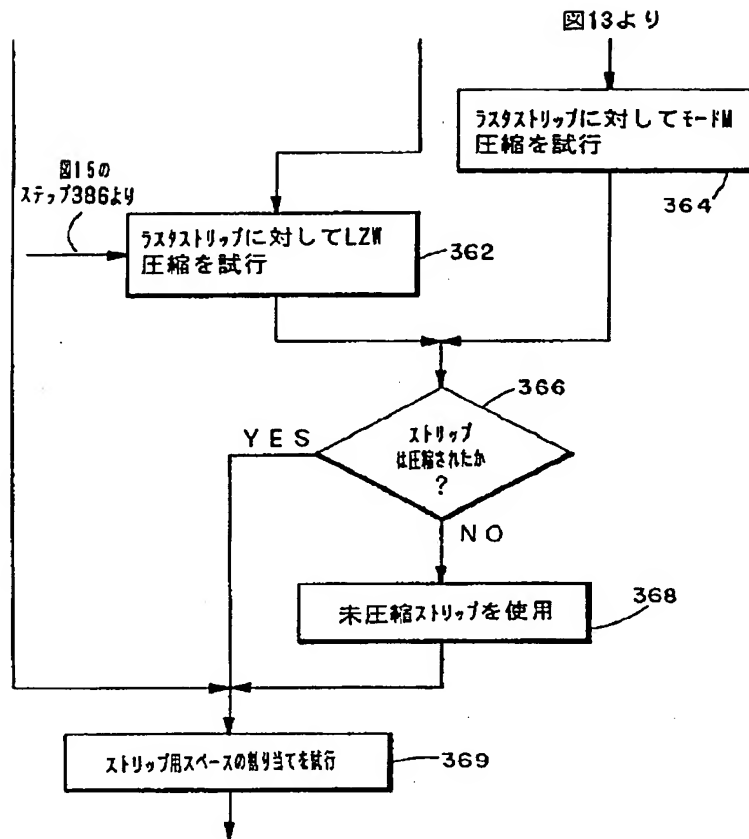 図13より
ラスタストリップに対してモードM
圧縮を試行
364
図15の
ステップ386より
ラスタストリップに対してLZW
圧縮を試行
362
366
ストリップ
は圧縮されたか
?
YES
NO
未圧縮ストリップを使用
368
ストリップ用スペースの割り当てを試行
369